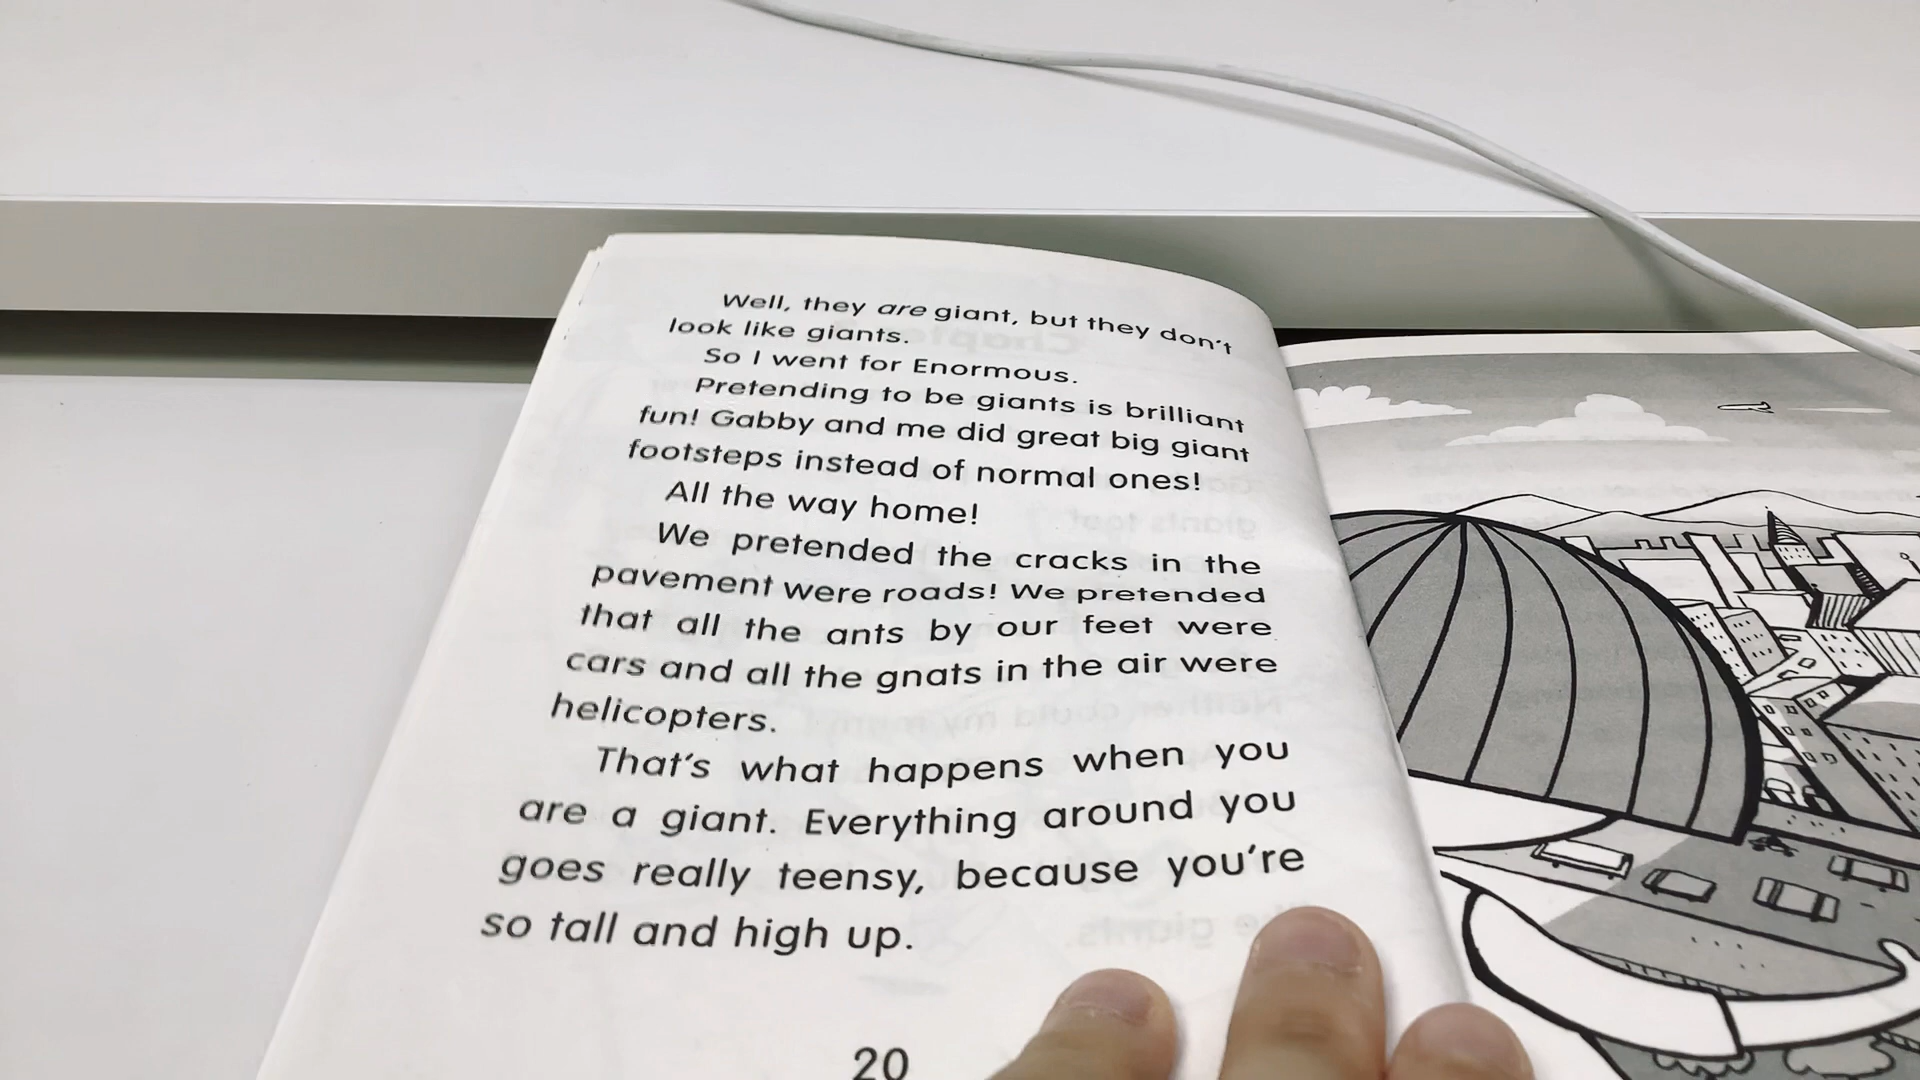 Well, they are giant, but they don't
look like giants.
So I went for Enormous.
Pretending to be giants is brilliant
fun! Gabby and me did great big giant
footsteps instead of normal ones!
All the way home!
We pretended the cracks in the
pavement were roads! We pretended
that all the ants by our feet were
cars and all the gnats in the air were
helicopters.
That's what happens when you
are a giant. Everything around you
goes really teensy, because you're
so tall and high up.
20